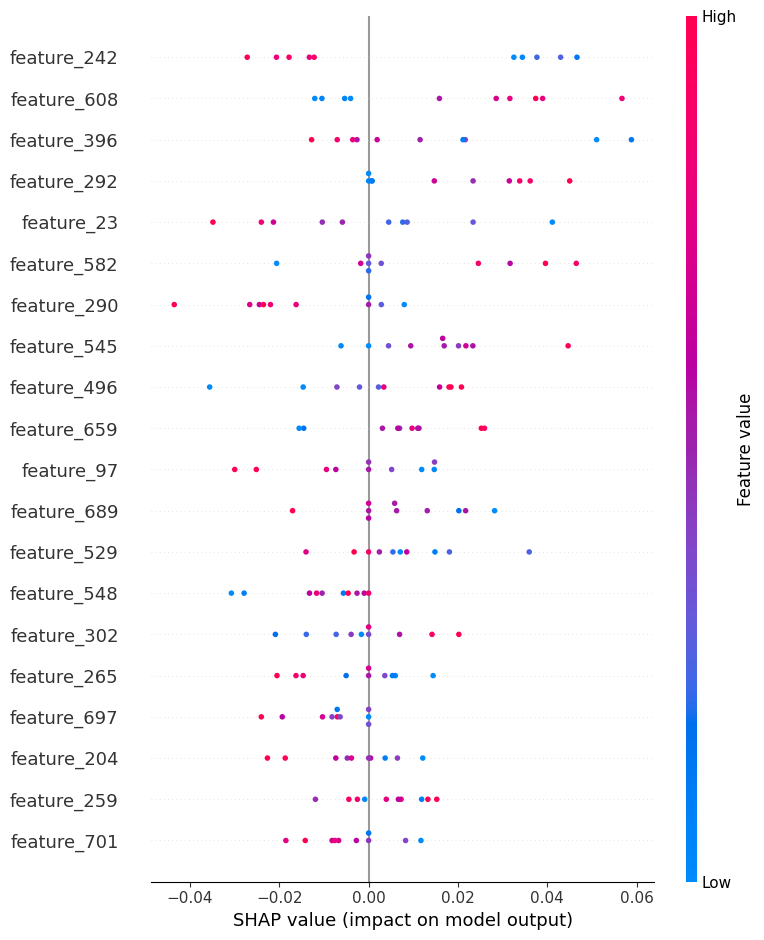 High
feature_242
feature_608
feature_396
feature_292
feature_23
feature_582
feature_290
feature_545
feature_496
feature_659
feature_97
feature_689
feature_529
feature_548
feature_302
feature_265
feature_697
feature_204
feature_259
feature_701
Feature value
Low
−0.04 −0.02 0.00 0.02 0.04 0.06
SHAP value (impact on model output)